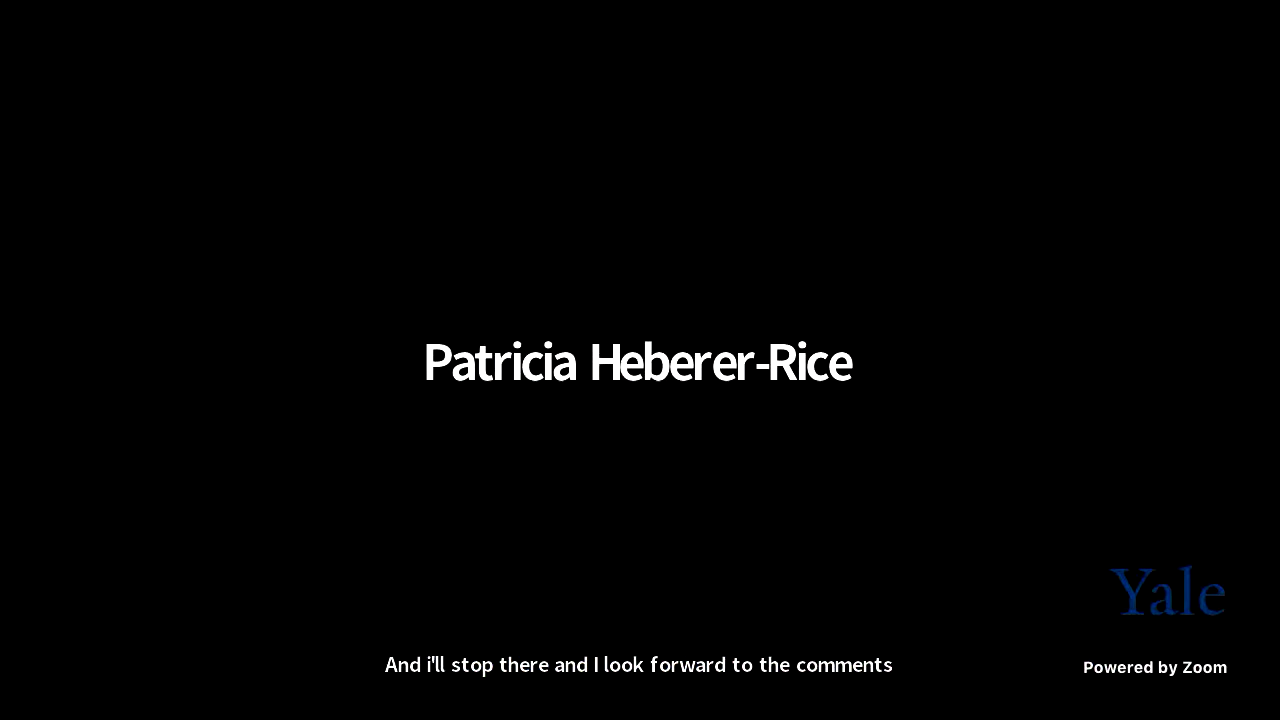 Patricia Heberer-Rice
Yale
And i'll stop there and I look forward to the comments
Powered by Zoom